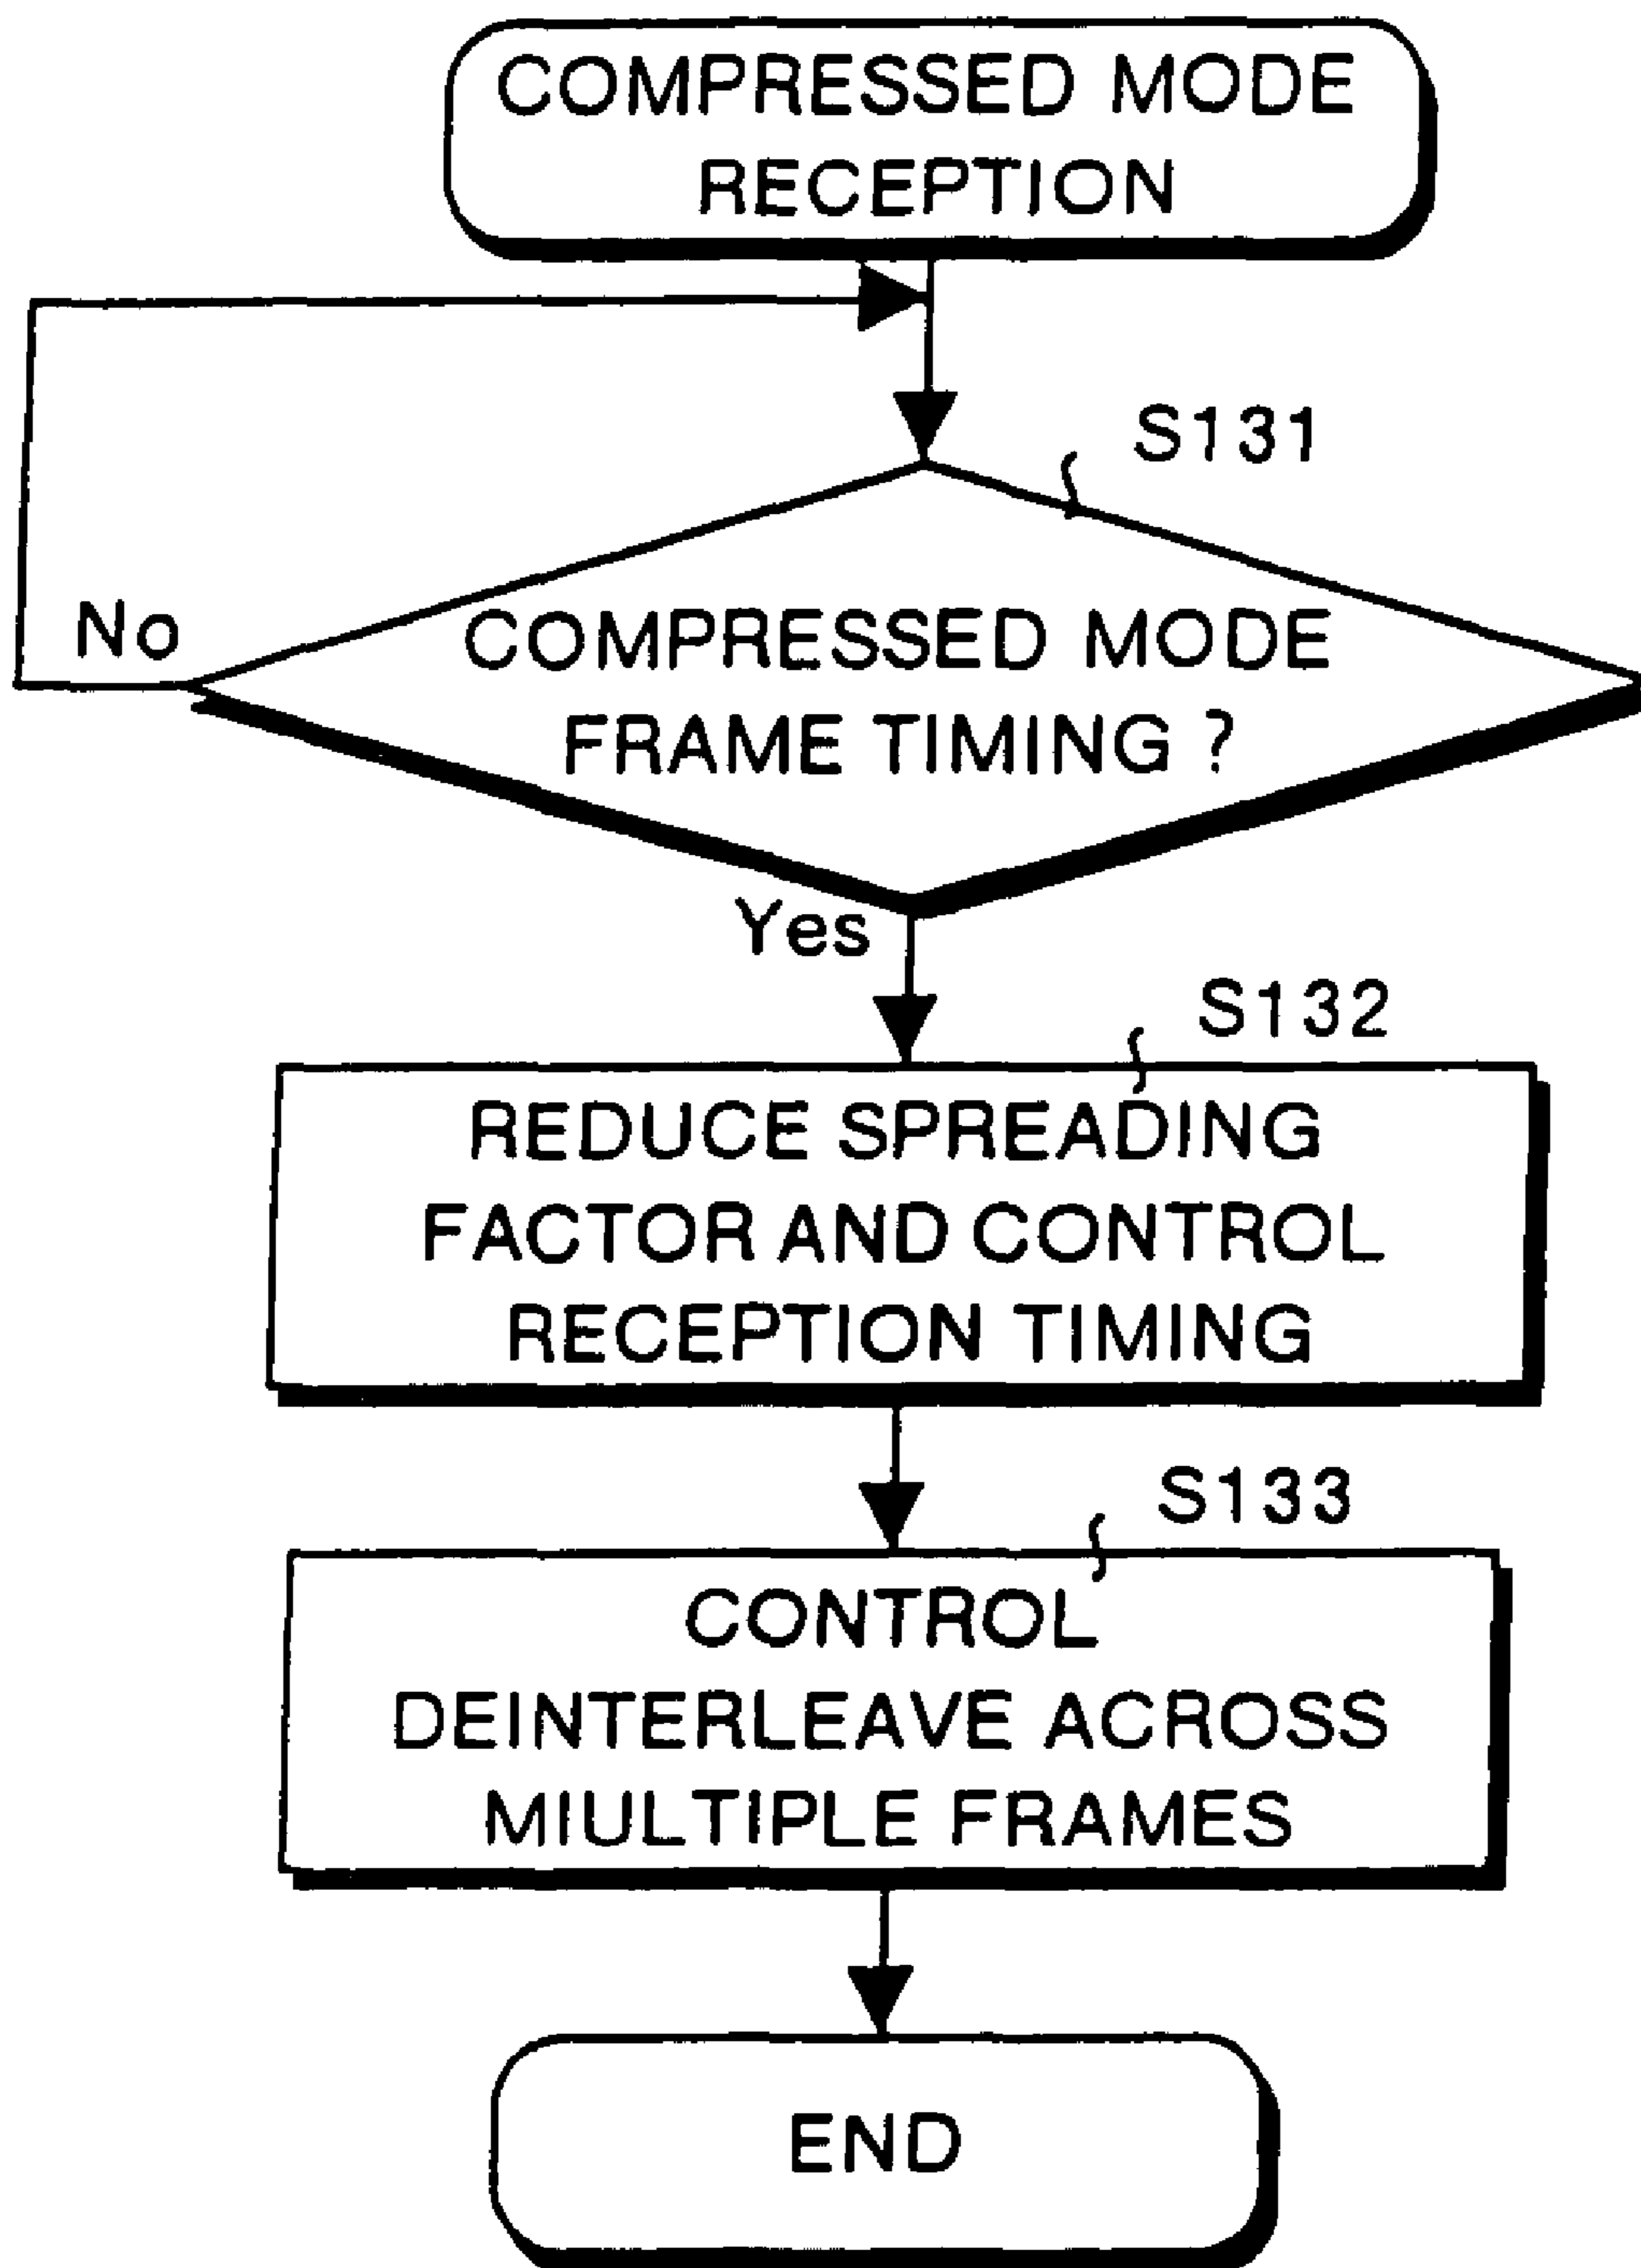 COMPRESSED MODE
RECEPTION
S131
No
COMPRESSED MODE
FRAME TIMING ?
Yes
S132
REDUCE SPREADING
FACTOR AND CONTROL
RECEPTION TIMING
S133
CONTROL
DEINTERLEAVE ACROSS
MIULTIPLE FRAMES
END